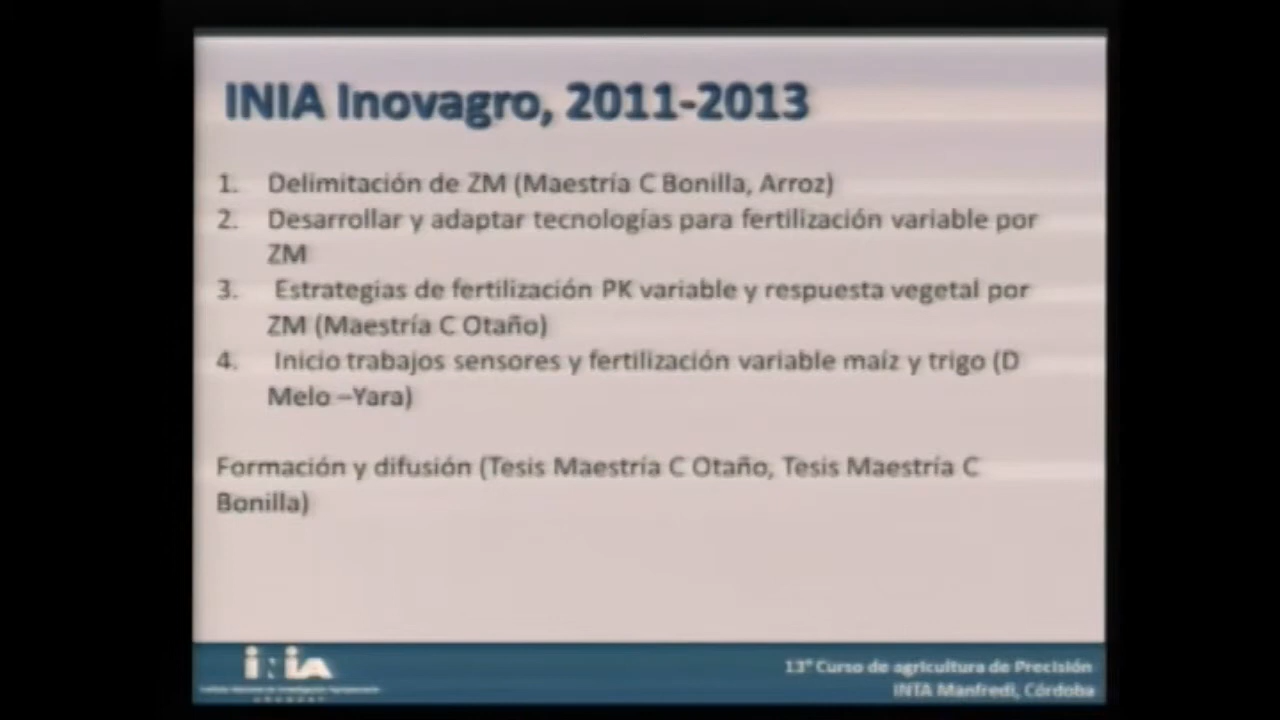 INIA Inovagro, 2011-2013
1. Delimitación de ZM (Maestría C Bonilla, Arroz)
2. Desarrollar y adaptar tecnologías para fertilización variable por
ZM
3. Estrategias de fertilización PK variable y respuesta vegetal por
ZM (Maestría C Otaño)
4. Inicio trabajos sensores y fertilización variable maíz y trigo (D
Melo –Yara)
Formación y difusión (Tesis Maestría C Otaño, Tesis Maestría C
Bonilla)
INIA
13° Curso de agricultura de Precisión
INTA Manfredi, Córdoba